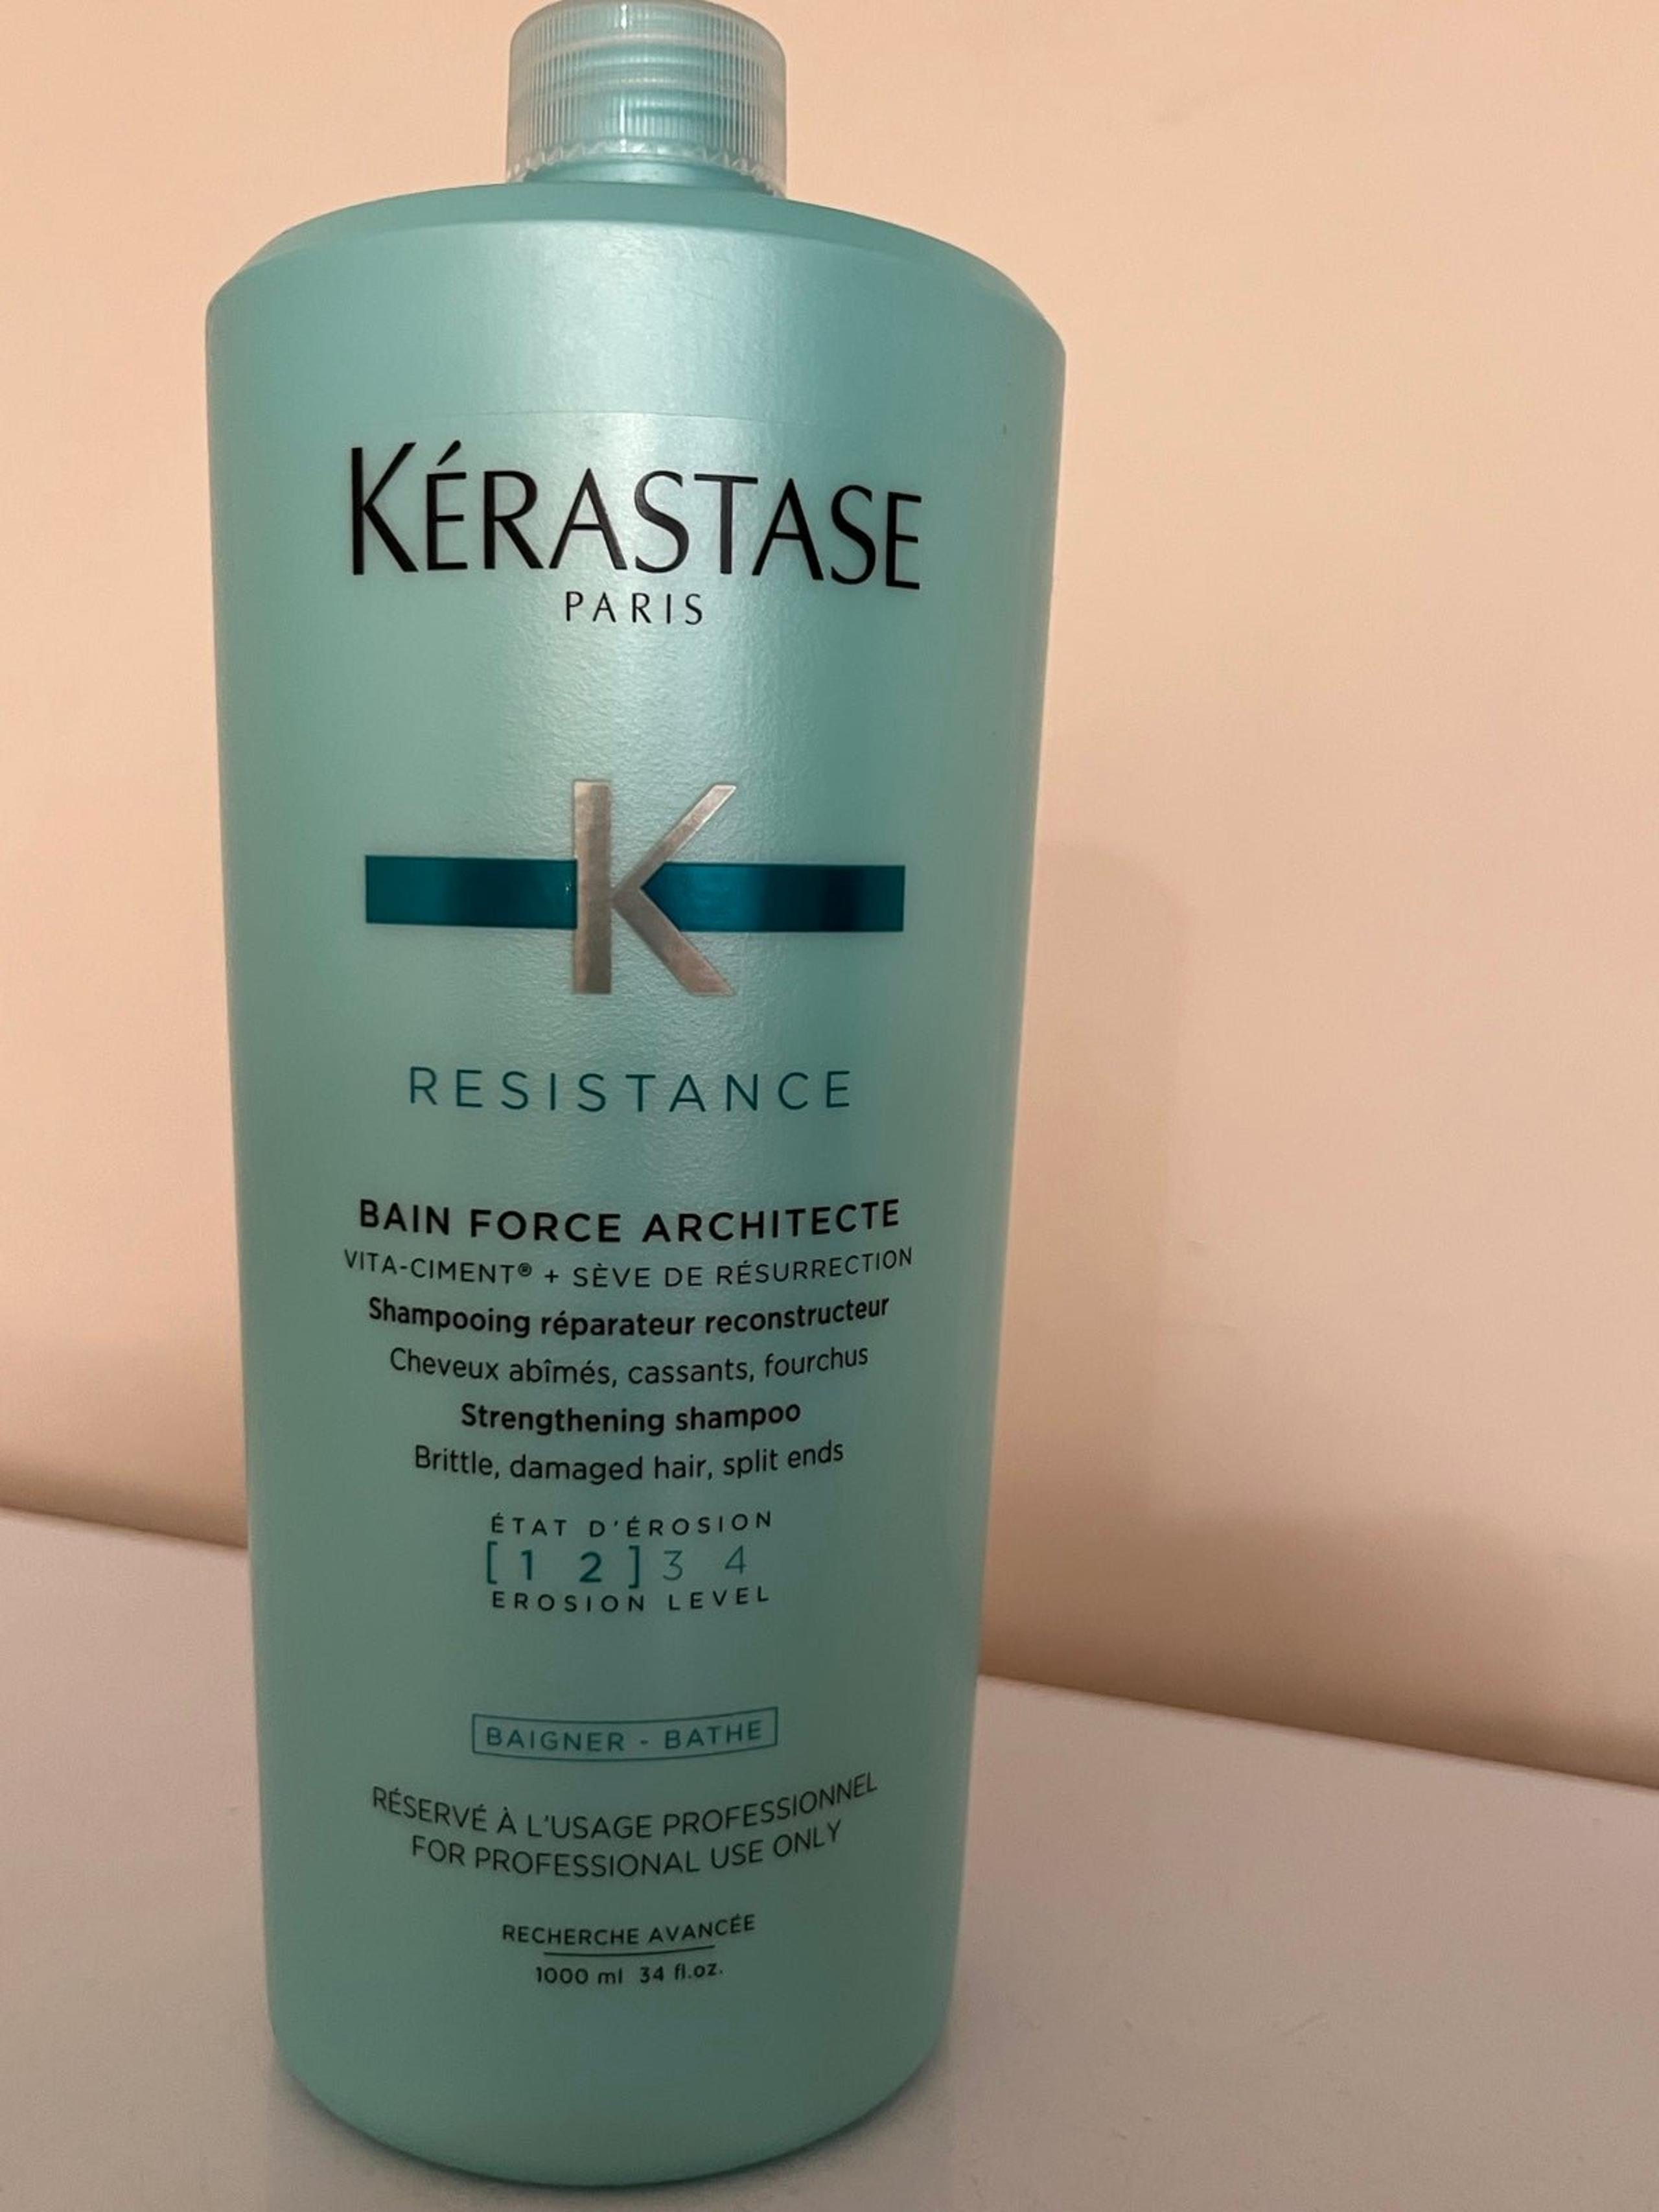 KÉRASTASE
PARIS
K
RESISTANCE
BAIN FORCE ARCHITECTE
VITA-CIMENT® + SÈVE DE RÉSURRECTION
Shampooing réparateur reconstructeur
Cheveux abîmés, cassants, fourchus
Strengthening shampoo
Brittle, damaged hair, split ends
ÉTAT D'ÉROSION
[1 2] 3 4
EROSION LEVEL
BAIGNER - BATHE
RÉSERVÉ À L'USAGE PROFESSIONNEL
FOR PROFESSIONAL USE ONLY
RECHERCHE AVANCÉE
1000 ml 34 fl.oz.